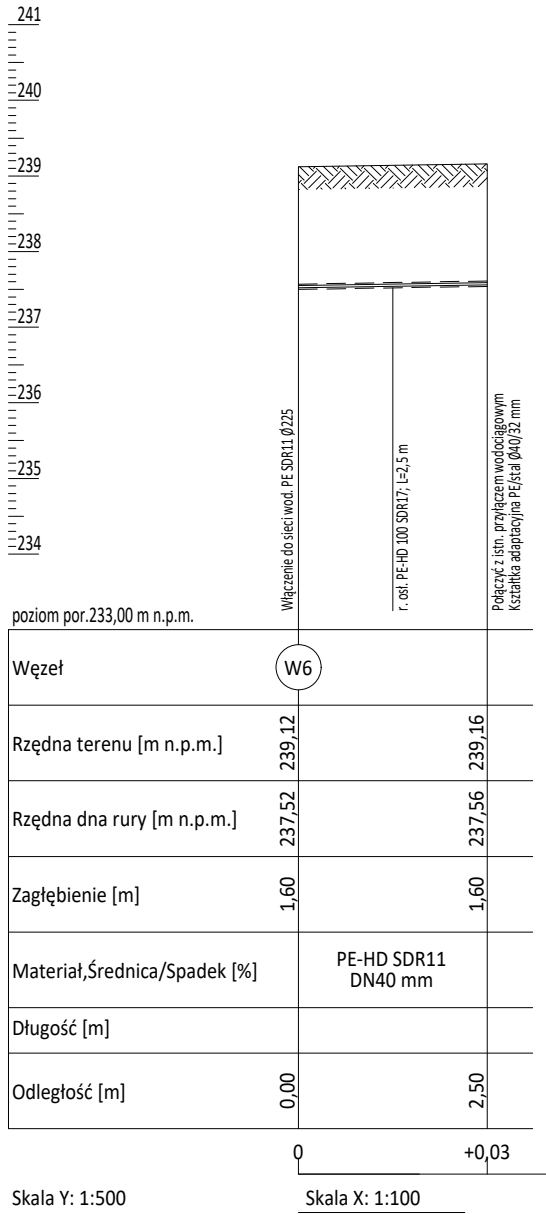 241
240
239
238
237
236
235
234
Włączenie do sieci wod. PE SDR11 Ø225
r. osł. PE-HD 100 SDR17; L=2,5 m
Połączyć z istn. przyłączem wodociągowym
Kształtka adaptacyjna PE/stal Ø40/32 mm
poziom por.233,00 m n.p.m.
Węzeł
W6
Rzędna terenu [m n.p.m.]
239,12
239,16
Rzędna dna rury [m n.p.m.]
237,52
237,56
Zagłębienie [m]
1,60
1,60
Materiał,Średnica/Spadek [%]
PE-HD SDR11
DN40 mm
Długość [m]
Odległość [m]
0,00
2,50
0
+0,03
Skala Y: 1:500
Skala X: 1:100